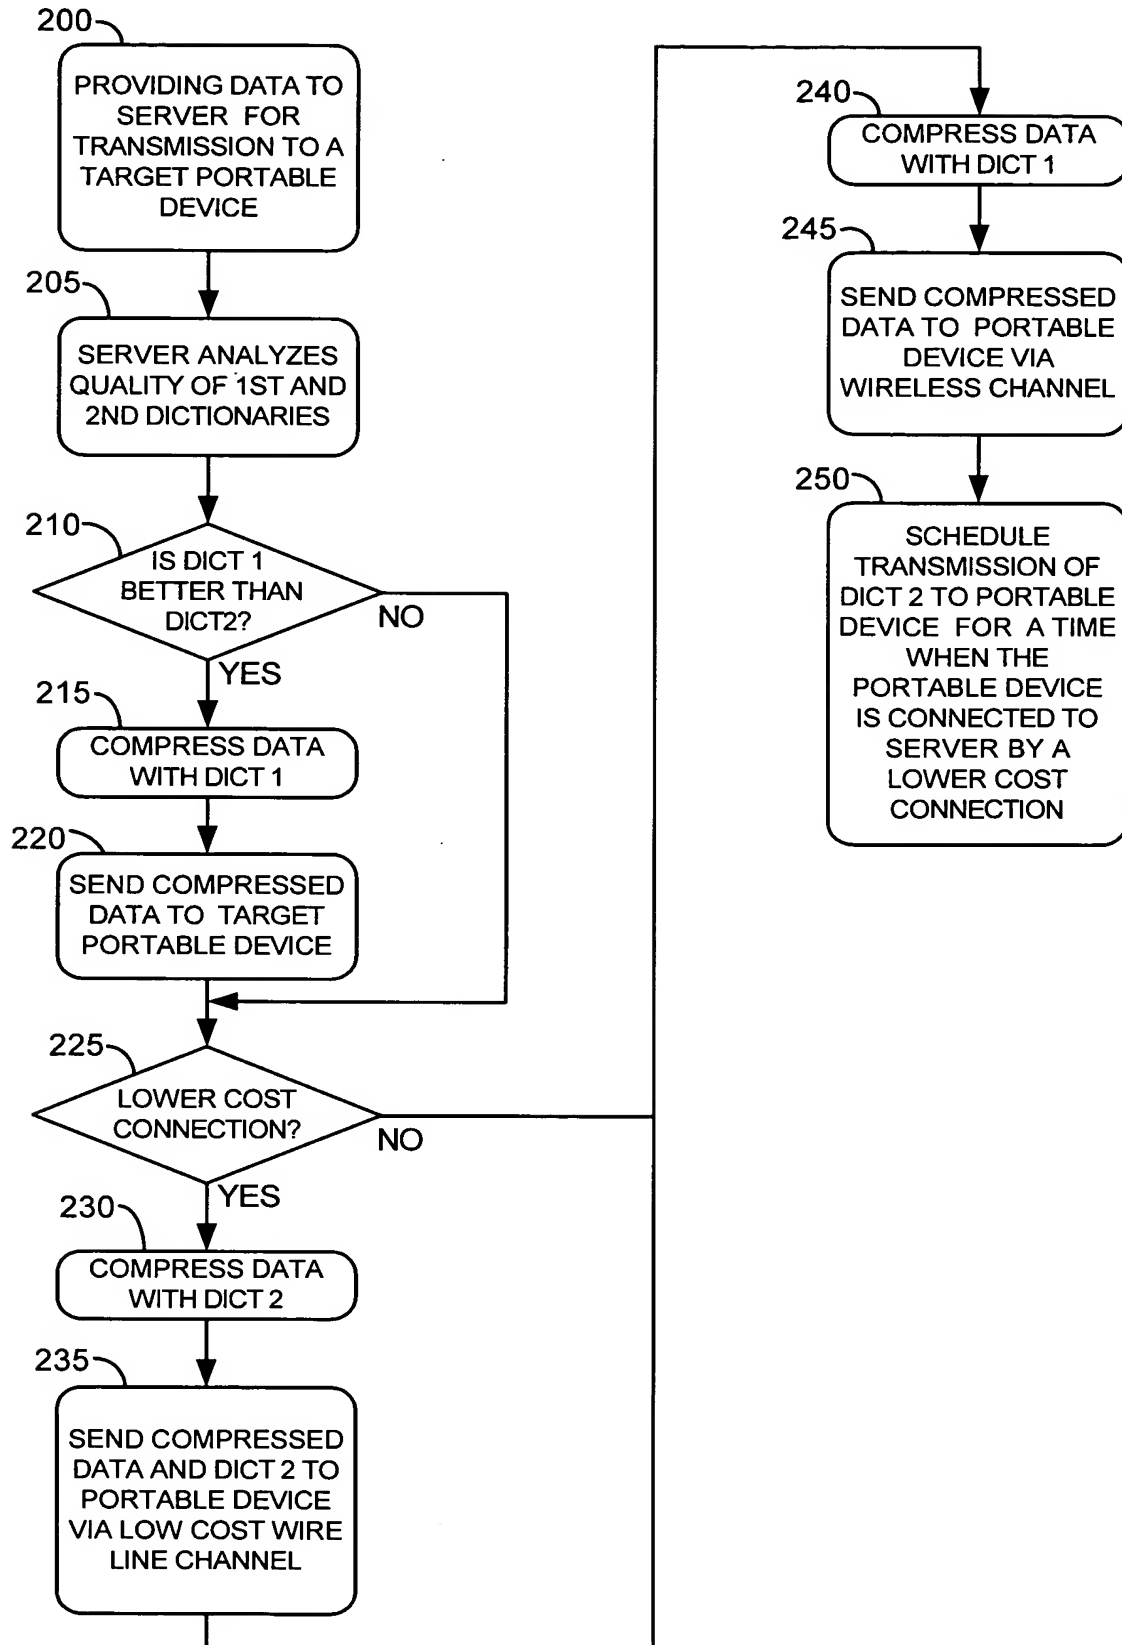 200
PROVIDING DATA TO
SERVER FOR
TRANSMISSION TO A
TARGET PORTABLE
DEVICE
205
SERVER ANALYZES
QUALITY OF 1ST AND
2ND DICTIONARIES
210
IS DICT 1
BETTER THAN
DICT2?
NO
YES
215
COMPRESS DATA
WITH DICT 1
220
SEND COMPRESSED
DATA TO TARGET
PORTABLE DEVICE
225
LOWER COST
CONNECTION?
NO
YES
230
COMPRESS DATA
WITH DICT 2
235
SEND COMPRESSED
DATA AND DICT 2 TO
PORTABLE DEVICE
VIA LOW COST WIRE
LINE CHANNEL
240
COMPRESS DATA
WITH DICT 1
245
SEND COMPRESSED
DATA TO PORTABLE
DEVICE VIA
WIRELESS CHANNEL
250
SCHEDULE
TRANSMISSION OF
DICT 2 TO PORTABLE
DEVICE FOR A TIME
WHEN THE
PORTABLE DEVICE
IS CONNECTED TO
SERVER BY A
LOWER COST
CONNECTION